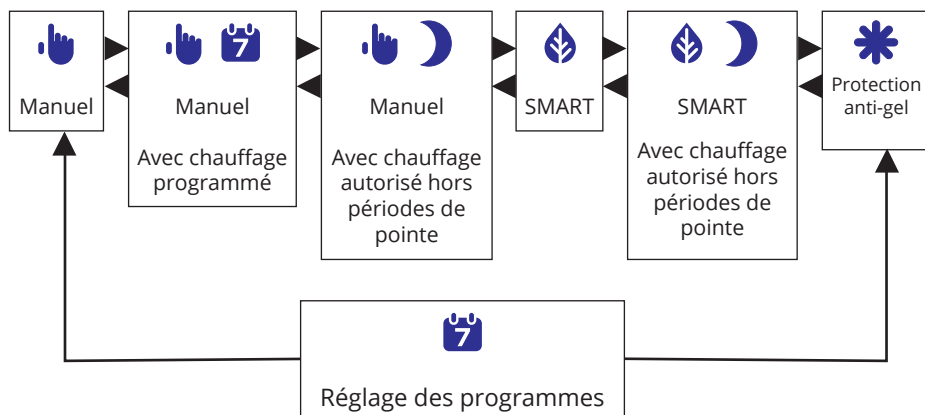 Manuel
7
Manuel
Avec chauffage
programmé
Manuel
Avec chauffage
autorisé hors
périodes de
pointe
SMART
SMART
Avec chauffage
autorisé hors
périodes de
pointe
Protection
anti-gel
7
Réglage des programmes